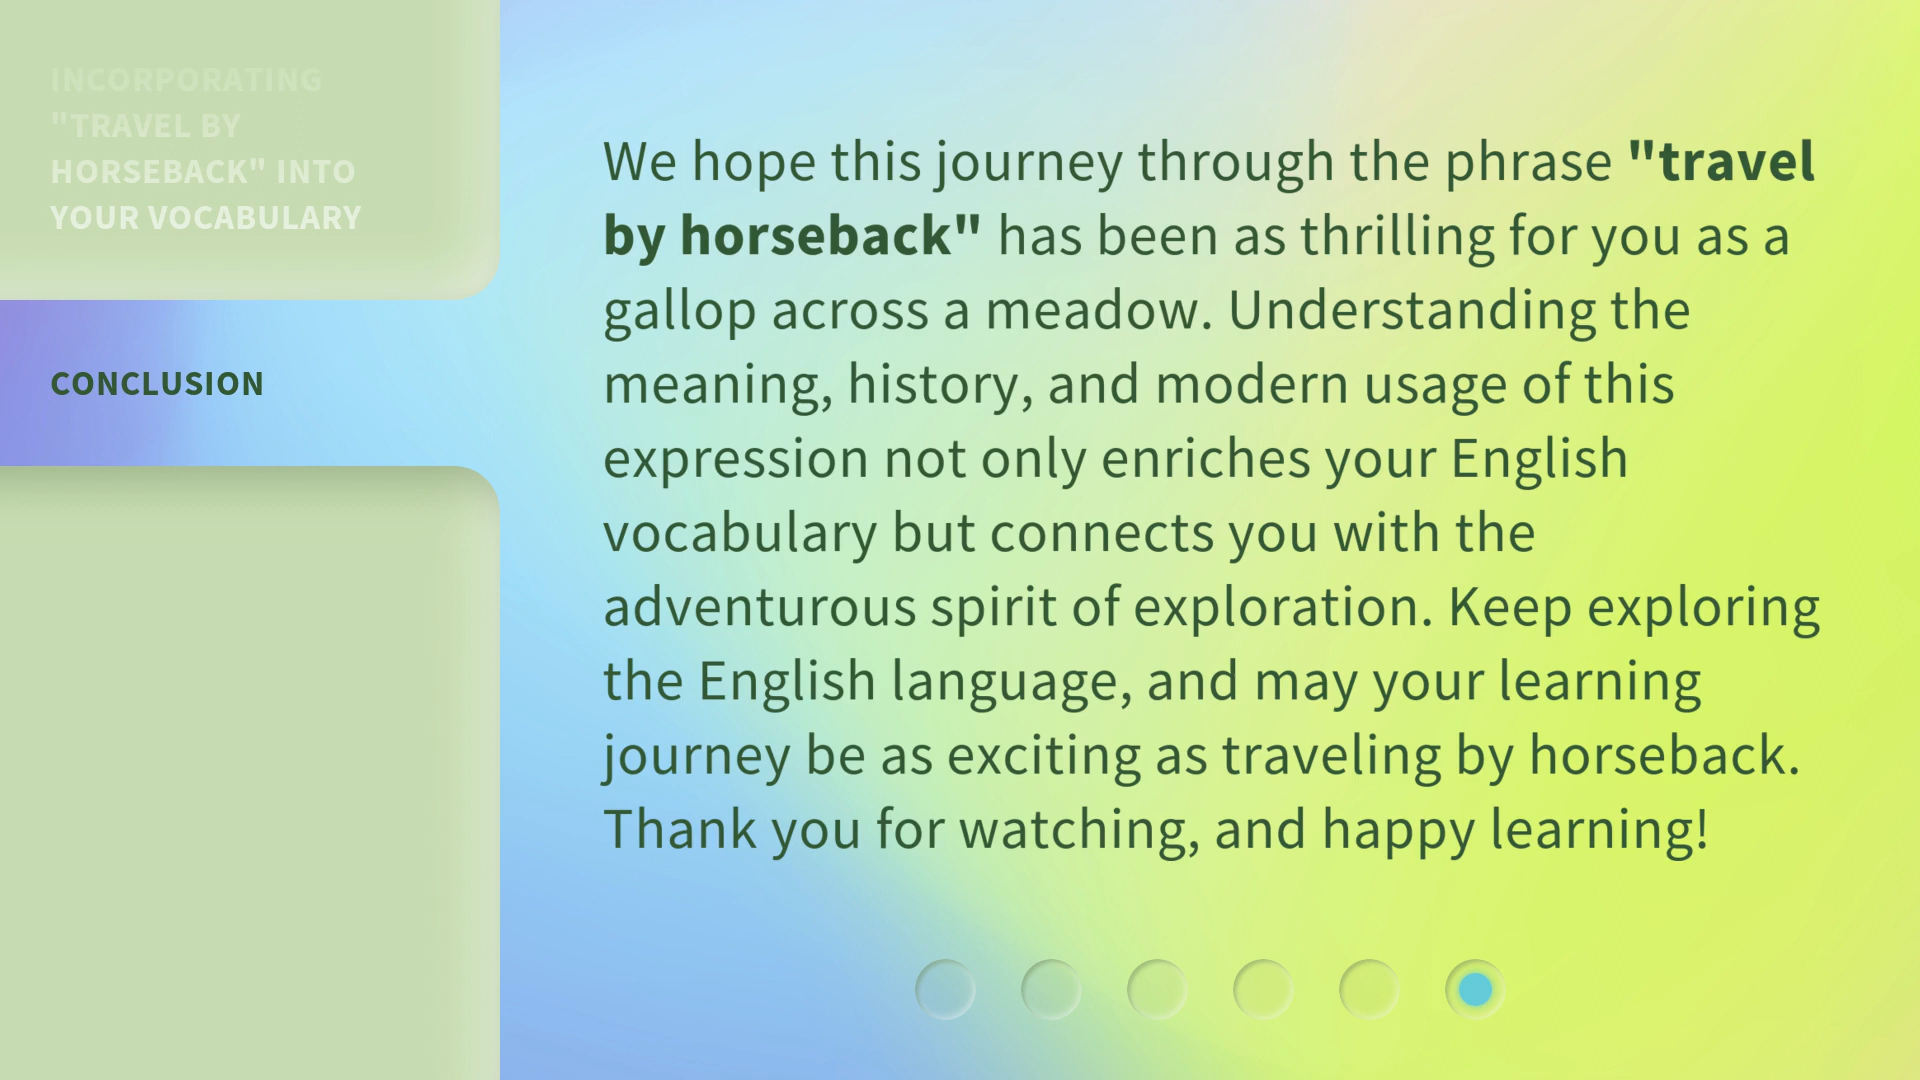 INCORPORATING
"TRAVEL BY
HORSEBACK" INTO
YOUR VOCABULARY
CONCLUSION
We hope this journey through the phrase "travel
by horseback" has been as thrilling for you as a
gallop across a meadow. Understanding the
meaning, history, and modern usage of this
expression not only enriches your English
vocabulary but connects you with the
adventurous spirit of exploration. Keep exploring
the English language, and may your learning
journey be as exciting as traveling by horseback.
Thank you for watching, and happy learning!